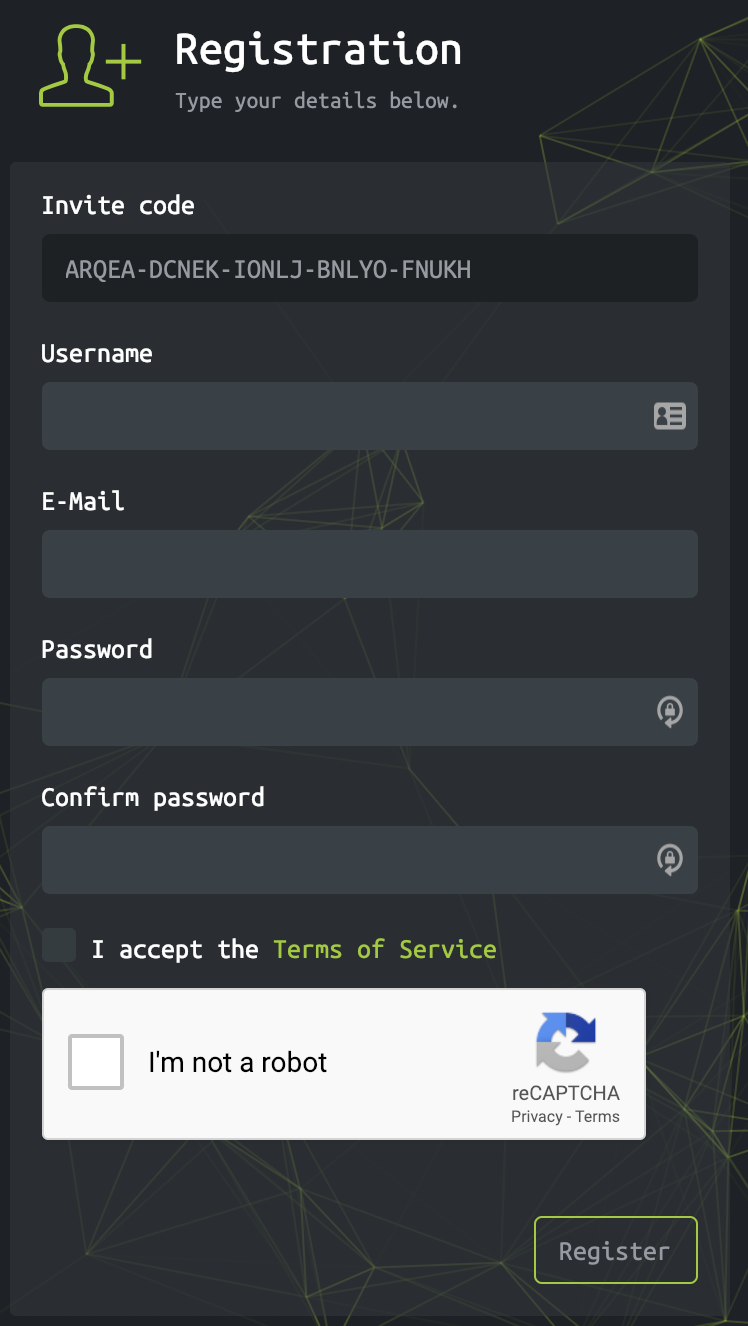 Registration
Type your details below.
Invite code
ARQEA-DCNEK-IONLJ-BNLYO-FNUKH
Username
E-Mail
Password
Confirm password
I accept the Terms of Service
I'm not a robot
reCAPTCHA
Privacy - Terms
Register